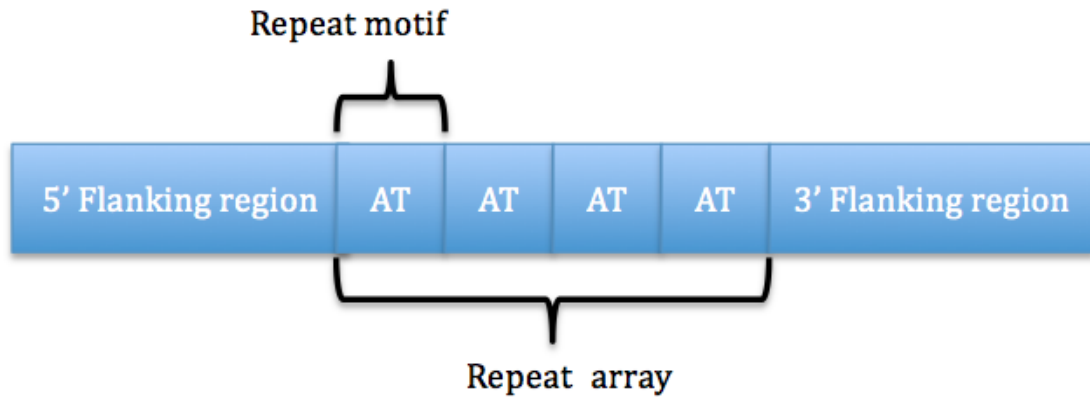 Repeat motif
5’ Flanking region AT AT AT AT 3’ Flanking region
Repeat array